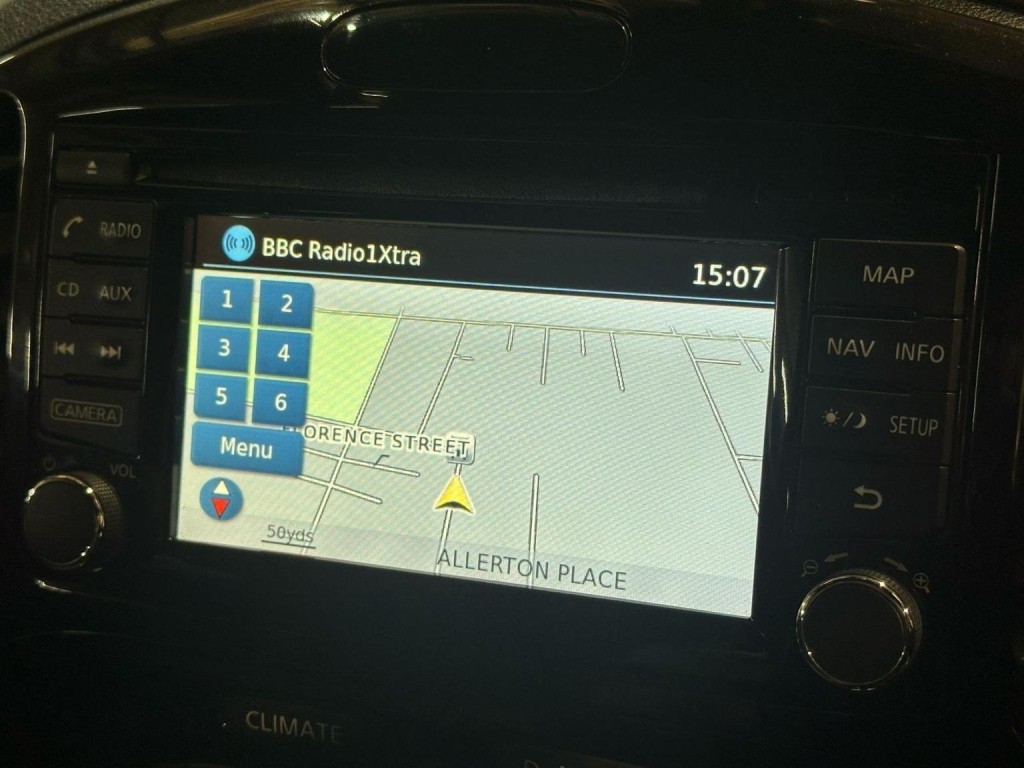 BBC Radio1Xtra
15:07
RADIO
CD AUX
CAMERA
VOL
1 2
3 4
5 6
Menu
FLORENCE STREET
50yds
ALLERTON PLACE
MAP
NAV INFO
SETUP
CLIMATE